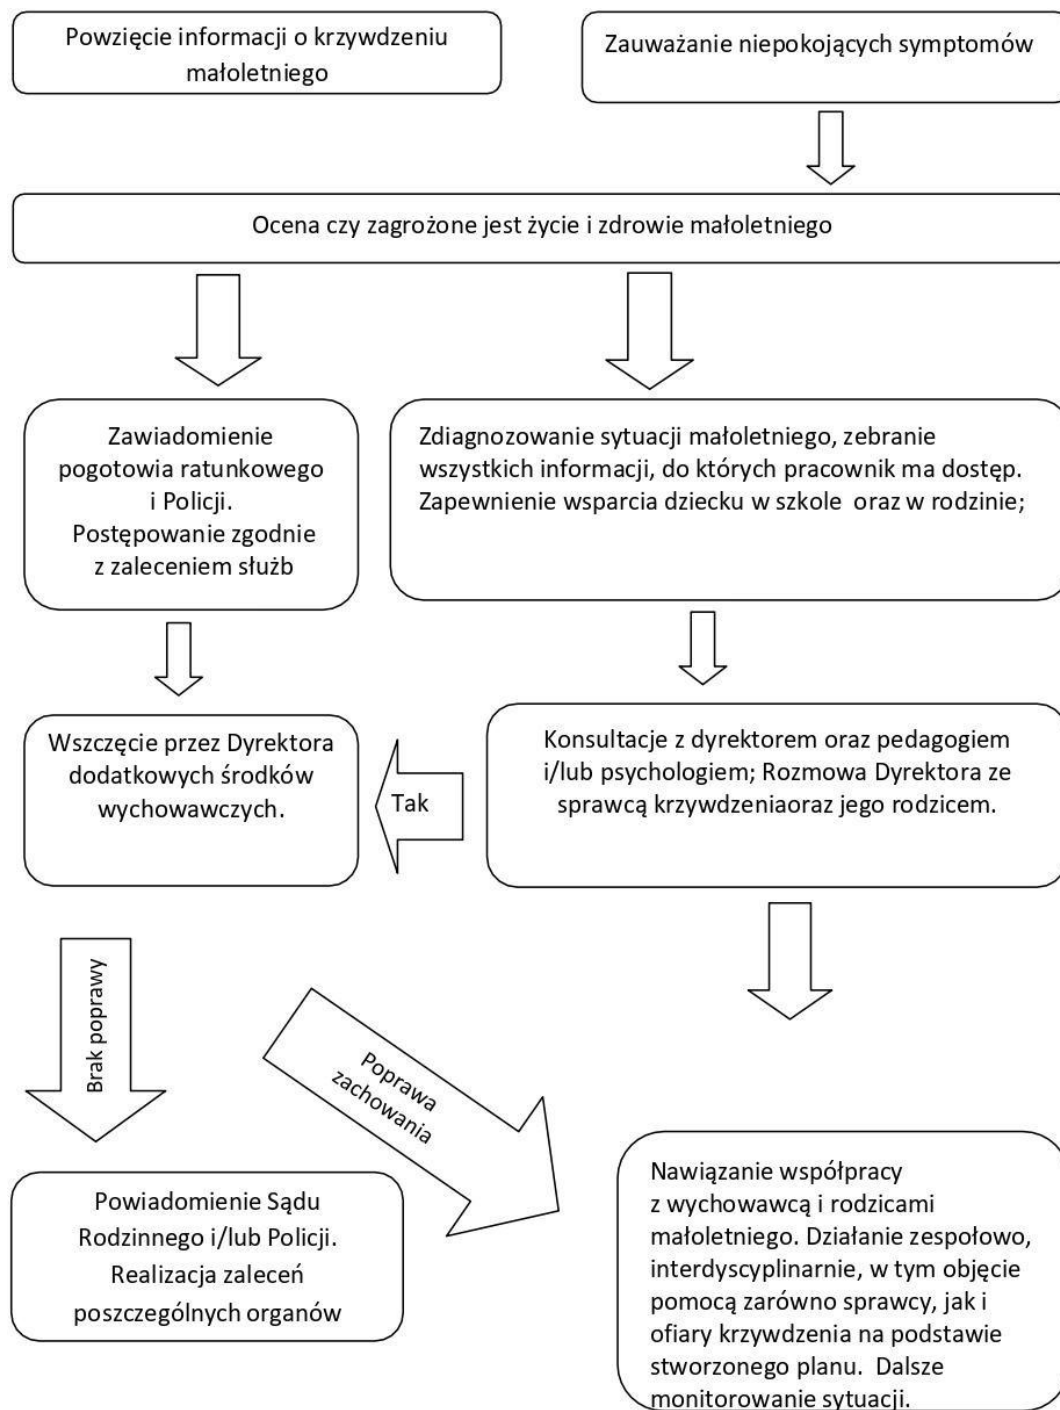 Powzięcie informacji o krzywdzeniu
małoletniego
Zauważanie niepokojących symptomów
Ocena czy zagrożone jest życie i zdrowie małoletniego
Zawiadomienie
pogotowia ratunkowego
i Policji.
Postępowanie zgodnie
z zaleceniem służb
Zdiagnozowanie sytuacji małoletniego, zebranie
wszystkich informacji, do których pracownik ma dostęp.
Zapewnienie wsparcia dziecku w szkole oraz w rodzinie;
Wszczęcie przez Dyrektora
dodatkowych środków
wychowawczych.
Tak
Konsultacje z dyrektorem oraz pedagogiem
i/lub psychologiem; Rozmowa Dyrektora ze
sprawcą krzywdzeniaoraz jego rodzicem.
Brak poprawy
Poprawa
zachowania
Powiadomienie Sądu
Rodzinnego i/lub Policji.
Realizacja zaleceń
poszczególnych organów
Nawiązanie współpracy
z wychowawcą i rodzicami
małoletniego. Działanie zespołowo,
interdyscyplinarnie, w tym objęcie
pomocą zarówno sprawcy, jak i
ofiary krzywdzenia na podstawie
stworzonego planu. Dalsze
monitorowanie sytuacji.